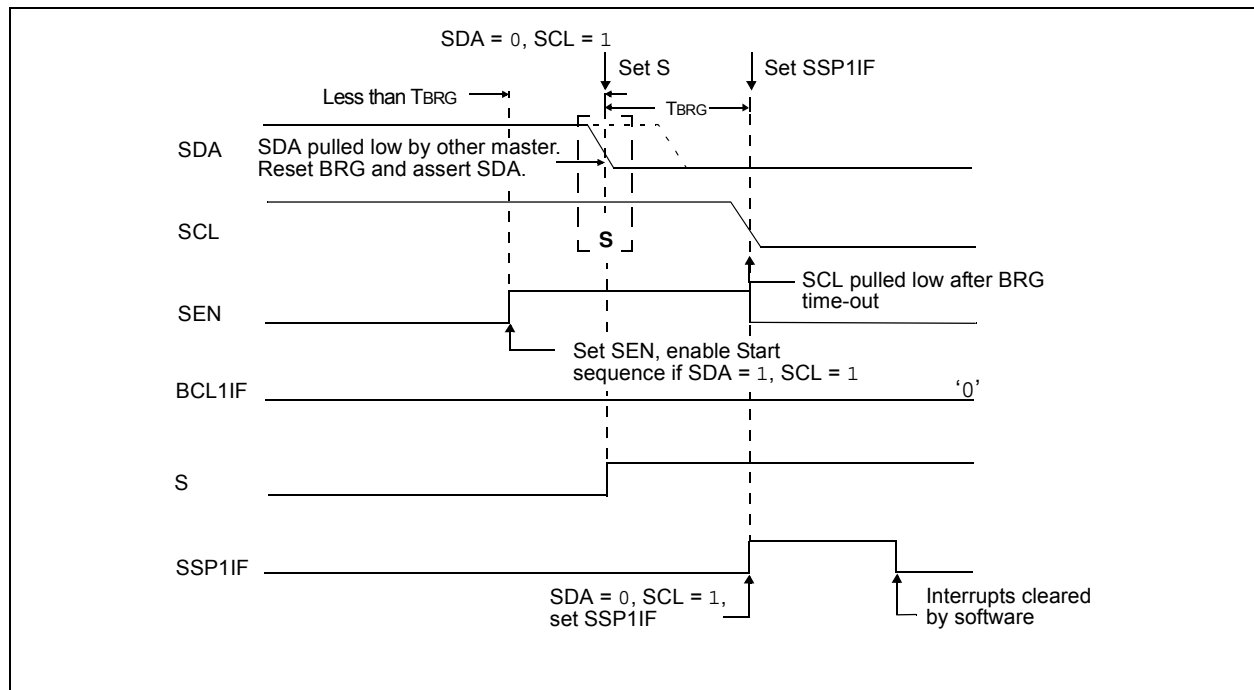 SDA = 0, SCL = 1
Set S
Set SSP1IF
Less than TBRG
TBRG
SDA
SDA pulled low by other master.
Reset BRG and assert SDA.
SCL
S
SCL pulled low after BRG
time-out
SEN
Set SEN, enable Start
sequence if SDA = 1, SCL = 1
BCL1IF
‘0’
S
SSP1IF
SDA = 0, SCL = 1,
set SSP1IF
Interrupts cleared
by software